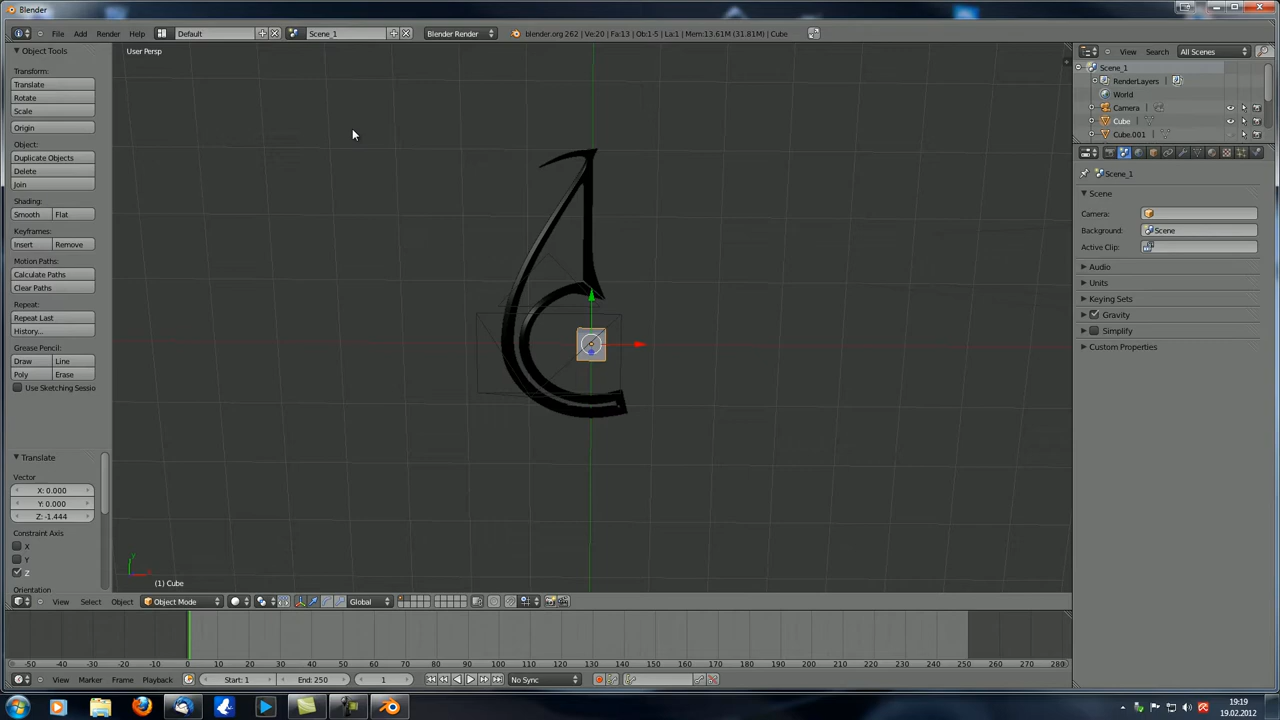 Blender
File Add Render Help Default Scene_1 Blender Render blender.org 262 | Ve:20 | Fa:13 | Ob:1-5 | La:1 | Mem:13.61M (31.81M) | Cube
Object Tools
User Persp
View Search All Scenes
Transform:
Translate
Rotate
Scale
Origin
Object:
Duplicate Objects
Delete
Join
Shading:
Smooth Flat
Keyframes:
Insert Remove
Motion Paths:
Calculate Paths
Clear Paths
Repeat:
Repeat Last
History...
Grease Pencil:
Draw Line
Poly Erase
Use Sketching Sessio
Translate
Vector
X: 0.000
Y: 0.000
Z: -1.444
Constraint Axis
X
Y
Z
Orientation
(1) Cube
Scene_1
RenderLayers
World
Camera
Cube
Cube.001
Scene_1
Scene
Camera:
Background: Scene
Active Clip:
Audio
Units
Keying Sets
Gravity
Simplify
Custom Properties
View Select Object Object Mode Global
-50 -40 -30 -20 -10 0 10 20 30 40 50 60 70 80 90 100 110 120 130 140 150 160 170 180 190 200 210 220 230 240 250 260 270 280
View Marker Frame Playback Start: 1 End: 250 1 No Sync
19:19
19.02.2012